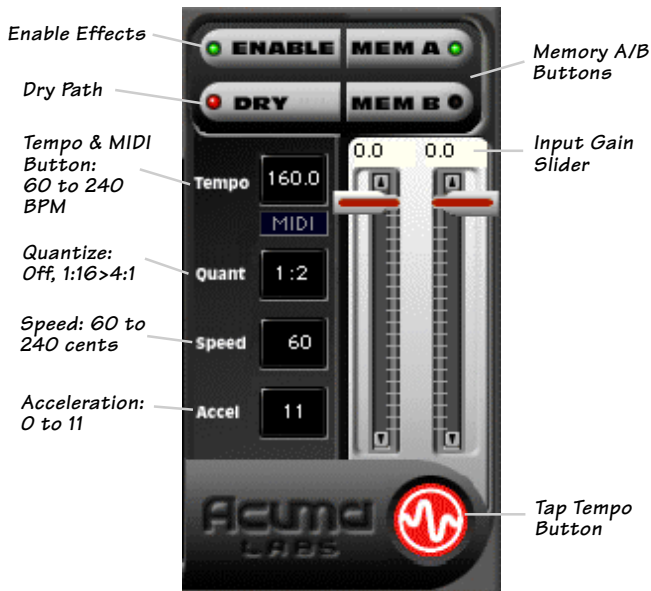 Enable Effects
ENABLE
MEM A
Memory A/B
Buttons
Dry Path
DRY
MEM B
Tempo & MIDI
Button:
60 to 240
BPM
Tempo
160.0
MIDI
0.0
0.0
Input Gain
Slider
Quantize:
Off, 1:16>4:1
Quant
1:2
Speed: 60 to
240 cents
Speed
60
Acceleration:
0 to 11
Accel
11
Acuma
LABS
Tap Tempo
Button